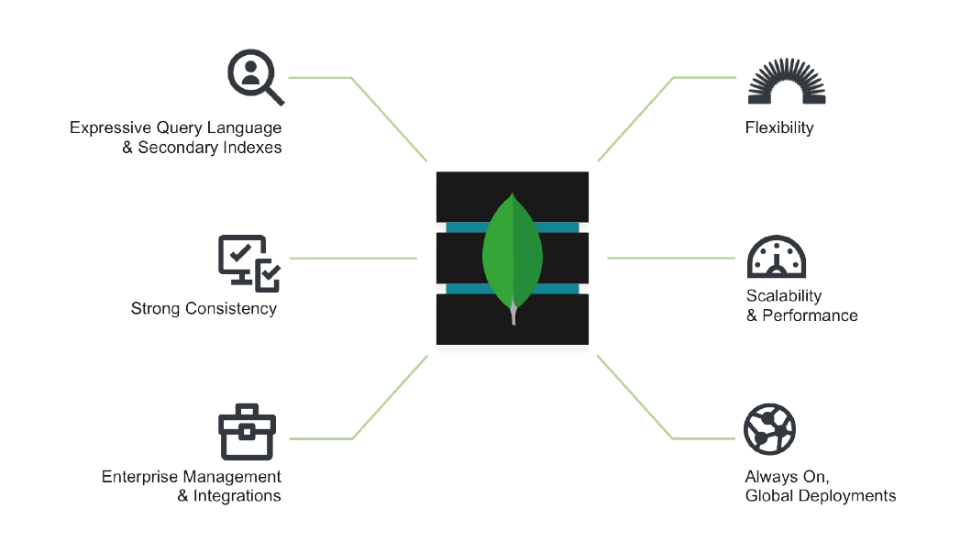 Expressive Query Language
& Secondary Indexes
Flexibility
Strong Consistency
Scalability
& Performance
Enterprise Management
& Integrations
Always On,
Global Deployments